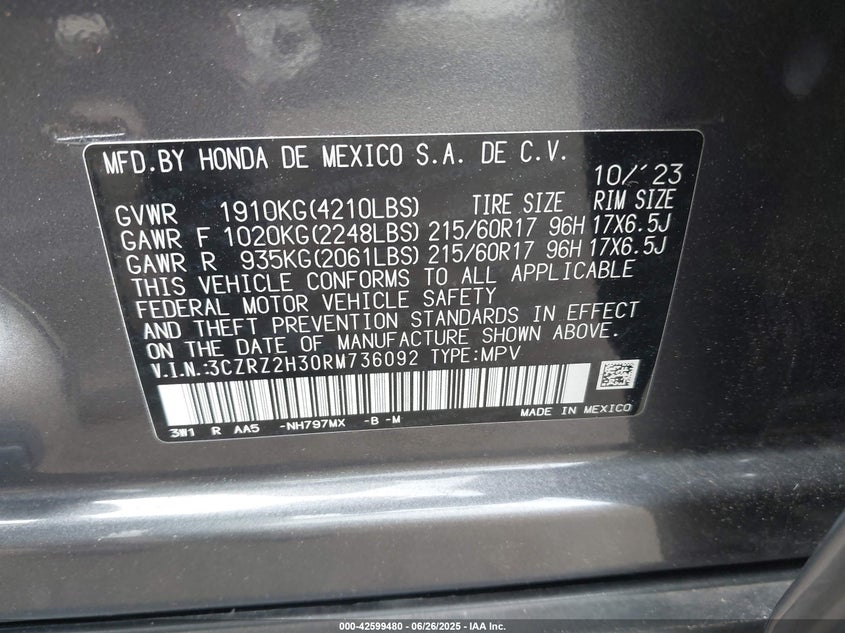 MFD.BY HONDA DE MEXICO S.A. DE C.V.
10/'23
GVWR 1910KG(4210LBS) TIRE SIZE RIM SIZE
GAWR F 1020KG(2248LBS) 215/60R17 96H 17X6.5J
GAWR R 935KG(2061LBS) 215/60R17 96H 17X6.5J
THIS VEHICLE CONFORMS TO ALL APPLICABLE
FEDERAL MOTOR VEHICLE SAFETY
AND THEFT PREVENTION STANDARDS IN EFFECT
ON THE DATE OF MANUFACTURE SHOWN ABOVE.
V.I.N.:3CZRZ2H30RM736092 TYPE:MPV
MADE IN MEXICO
3W1 R AA5 -NH797MX -B -M
000-42599480 - 06/26/2025 - IAA Inc.